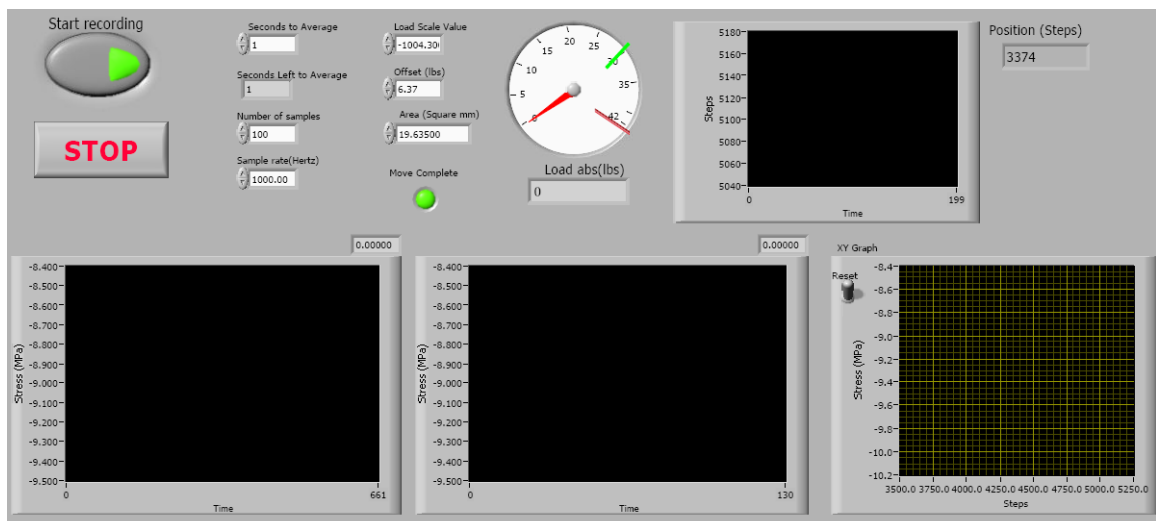 Start recording
STOP
Seconds to Average
1
Seconds Left to Average
1
Number of samples
100
Sample rate(Hertz)
1000.00
Load Scale Value
-1004.30
Offset (lbs)
6.37
Area (Square mm)
19.63500
Move Complete
0
5
10
15
20
25
30
35
42
Load abs(lbs)
0
Steps
5180
5160
5140
5120
5100
5080
5060
5040
0
199
Time
Position (Steps)
3374
0.00000
Stress (MPa)
-8.400
-8.600
-8.700
-8.800
-8.900
-9.000
-9.100
-9.200
-9.300
-9.400
-9.500
0
661
Time
0.00000
Stress (MPa)
-8.400
-8.600
-8.700
-8.800
-8.900
-9.000
-9.100
-9.200
-9.300
-9.400
-9.500
0
130
Time
XY Graph
Reset
Stress (MPa)
-8.4
-8.6
-8.8
-9.0
-9.2
-9.4
-9.6
-9.8
-10.0
-10.2
3500.0 3750.0 4000.0 4250.0 4500.0 4750.0 5000.0 5250.0
Steps